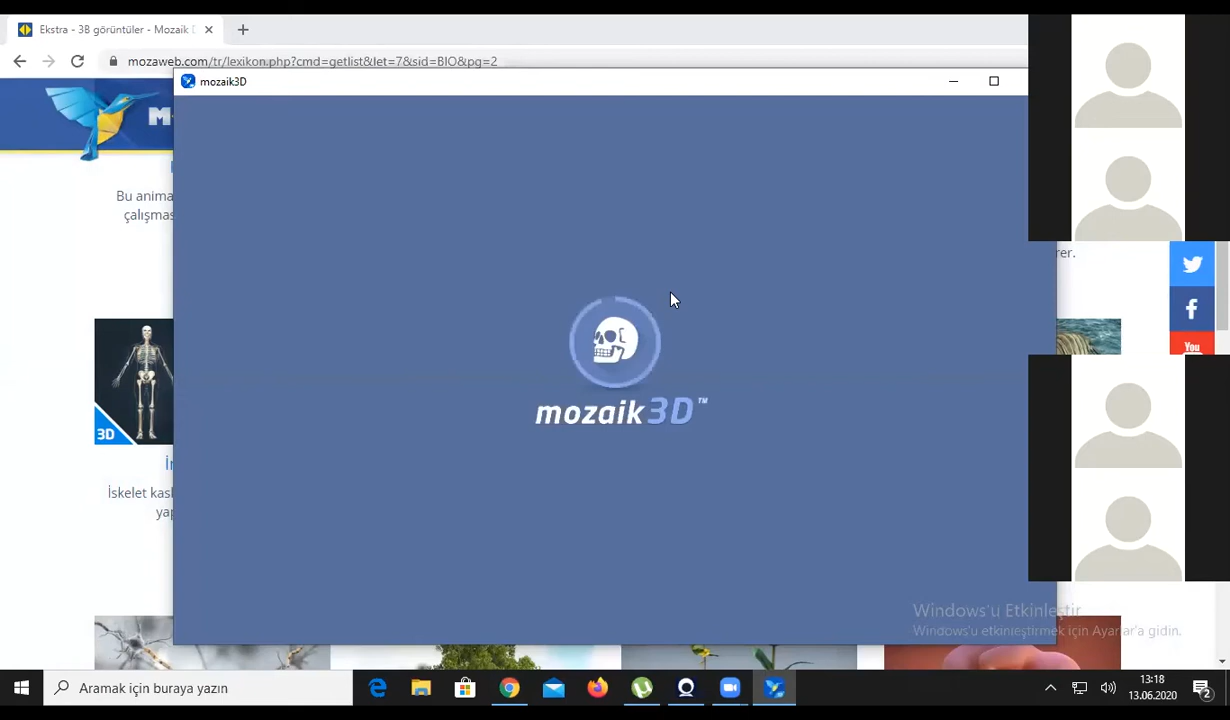 Ekstra - 3B görüntüler - Mozaik D
mozaweb.com/tr/lexikon.php?cmd=getlist&let=7&sid=BIO&pg=2
mozaik3D
M
Bu anima
çalışmas
rer.
mozaik3D™
You
3D
İr
İskelet kas
yap
Windows'u Etkinleştir
Windows'u etkinleştirmek için Ayarlar'a gidin.
Aramak için buraya yazın
13:18
13.06.2020
2